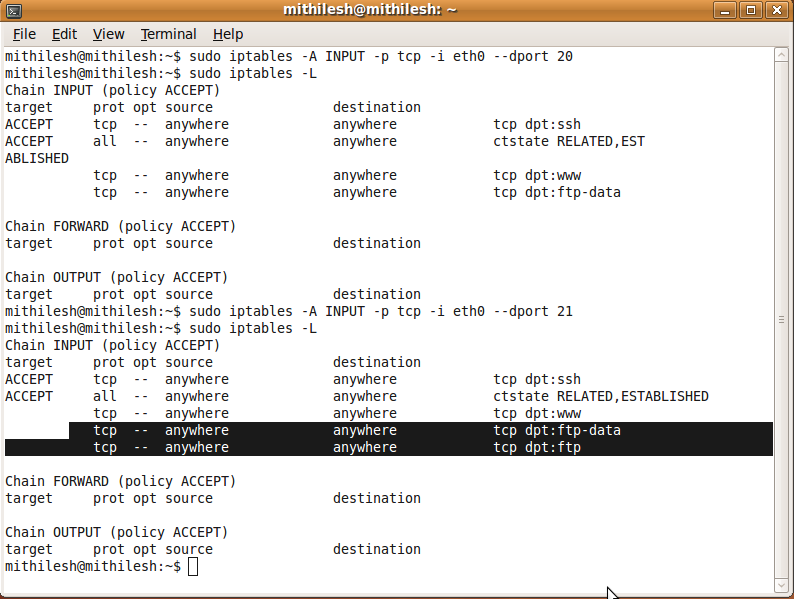 mithilesh@mithilesh: ~
File Edit View Terminal Help
mithilesh@mithilesh:~$ sudo iptables -A INPUT -p tcp -i eth0 --dport 20
mithilesh@mithilesh:~$ sudo iptables -L
Chain INPUT (policy ACCEPT)
target     prot opt source               destination
ACCEPT     tcp  --  anywhere             anywhere            tcp dpt:ssh
ACCEPT     all  --  anywhere             anywhere            ctstate RELATED,EST
ABLISHED
           tcp  --  anywhere             anywhere            tcp dpt:www
           tcp  --  anywhere             anywhere            tcp dpt:ftp-data

Chain FORWARD (policy ACCEPT)
target     prot opt source               destination

Chain OUTPUT (policy ACCEPT)
target     prot opt source               destination
mithilesh@mithilesh:~$ sudo iptables -A INPUT -p tcp -i eth0 --dport 21
mithilesh@mithilesh:~$ sudo iptables -L
Chain INPUT (policy ACCEPT)
target     prot opt source               destination
ACCEPT     tcp  --  anywhere             anywhere            tcp dpt:ssh
ACCEPT     all  --  anywhere             anywhere            ctstate RELATED,ESTABLISHED
           tcp  --  anywhere             anywhere            tcp dpt:www
           tcp  --  anywhere             anywhere            tcp dpt:ftp-data
           tcp  --  anywhere             anywhere            tcp dpt:ftp

Chain FORWARD (policy ACCEPT)
target     prot opt source               destination

Chain OUTPUT (policy ACCEPT)
target     prot opt source               destination
mithilesh@mithilesh:~$